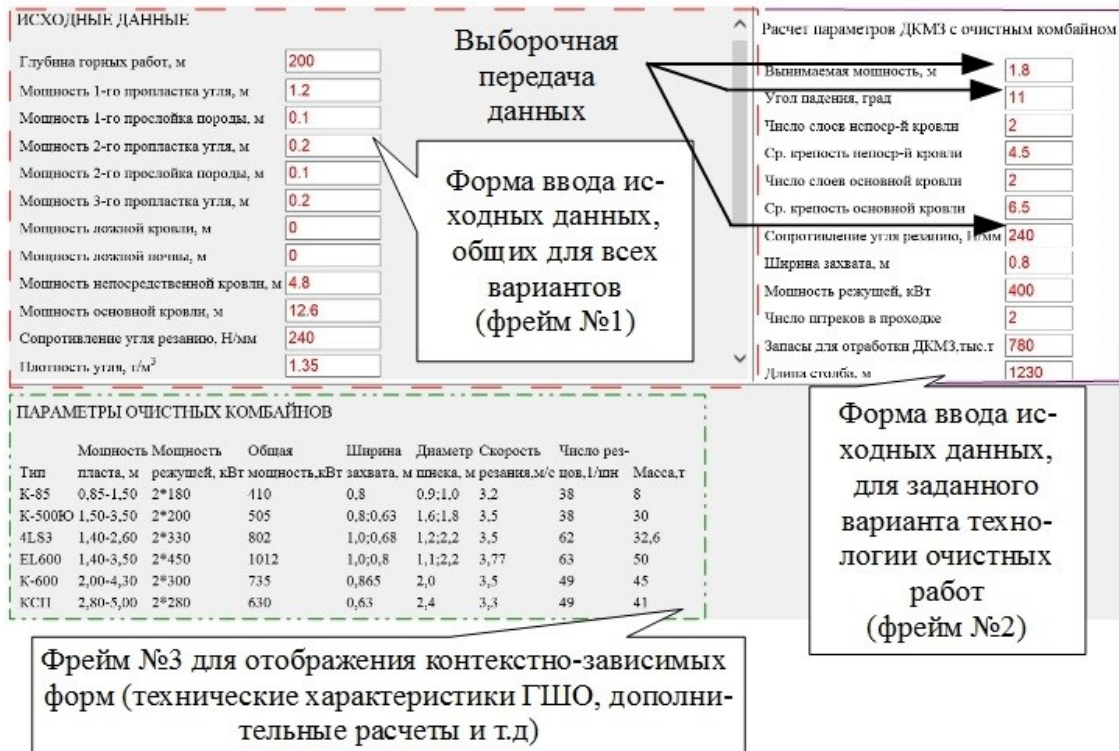 ИСХОДНЫЕ ДАННЫЕ
Глубина горных работ, м 200
Мощность 1-го пропластка угля, м 1.2
Мощность 1-го прослойка породы, м 0.1
Мощность 2-го пропластка угля, м 0.2
Мощность 2-го прослойка породы, м 0.1
Мощность 3-го пропластка угля, м 0.2
Мощность ложной кровли, м 0
Мощность ложной почвы, м 0
Мощность непосредственной кровли, м 4.8
Мощность основной кровли, м 12.6
Сопротивление угля резанию, Н/мм 240
Плотность угля, т/м³ 1.35
Выборочная
передача
данных
Форма ввода ис-
ходных данных,
общих для всех
вариантов
(фрейм №1)
Расчет параметров ДКМЗ с очистным комбайном
Вынимаемая мощность, м 1.8
Угол падения, град 11
Число слоев непоср-й кровли 2
Ср. крепость непоср-й кровли 4.5
Число слоев основной кровли 2
Ср. крепость основной кровли 6.5
Сопротивление угля резанию, Н/мм 240
Ширина захвата, м 0.8
Мощность режущей, кВт 400
Число штреков в проходке 2
Запасы для отработки ДКМЗ,тыс.т 780
Длина столба, м 1230
ПАРАМЕТРЫ ОЧИСТНЫХ КОМБАЙНОВ
Мощность Мощность Общая Ширина Диаметр Скорость Число рез-
Тип пласта, м режущей, кВт мощность,кВт захвата, м шнека, м резания,м/с цов,1/шн Масса,т
К-85 0,85-1,50 2*180 410 0,8 0,9;1,0 3,2 38 8
К-500Ю 1,50-3,50 2*200 505 0,8;0,63 1,6;1,8 3,5 38 30
4LS3 1,40-2,60 2*330 802 1,0;0,68 1,2;2,2 3,5 62 32,6
EL600 1,40-3,50 2*450 1012 1,0;0,8 1,1;2,2 3,77 63 50
К-600 2,00-4,30 2*300 735 0,865 2,0 3,5 49 45
КСП 2,80-5,00 2*280 630 0,63 2,4 3,3 49 41
Форма ввода ис-
ходных данных,
для заданного
варианта техно-
логии очистных
работ
(фрейм №2)
Фрейм №3 для отображения контекстно-зависимых
форм (технические характеристики ГШО, дополни-
тельные расчеты и т.д)